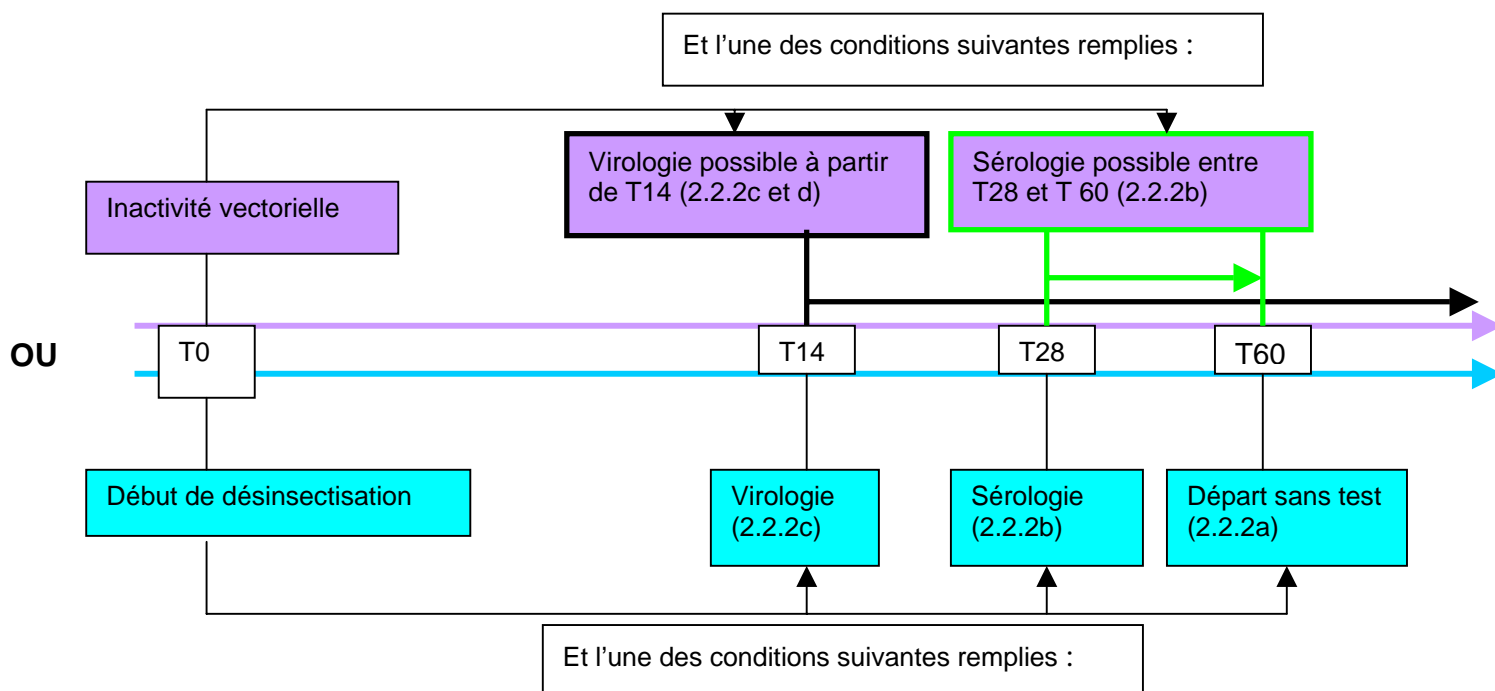 Et l’une des conditions suivantes remplies :
Virologie possible à partir
de T14 (2.2.2c et d)
Sérologie possible entre
T28 et T 60 (2.2.2b)
Inactivité vectorielle
OU
T0
T14
T28
T60
Début de désinsectisation
Virologie
(2.2.2c)
Sérologie
(2.2.2b)
Départ sans test
(2.2.2a)
Et l’une des conditions suivantes remplies :